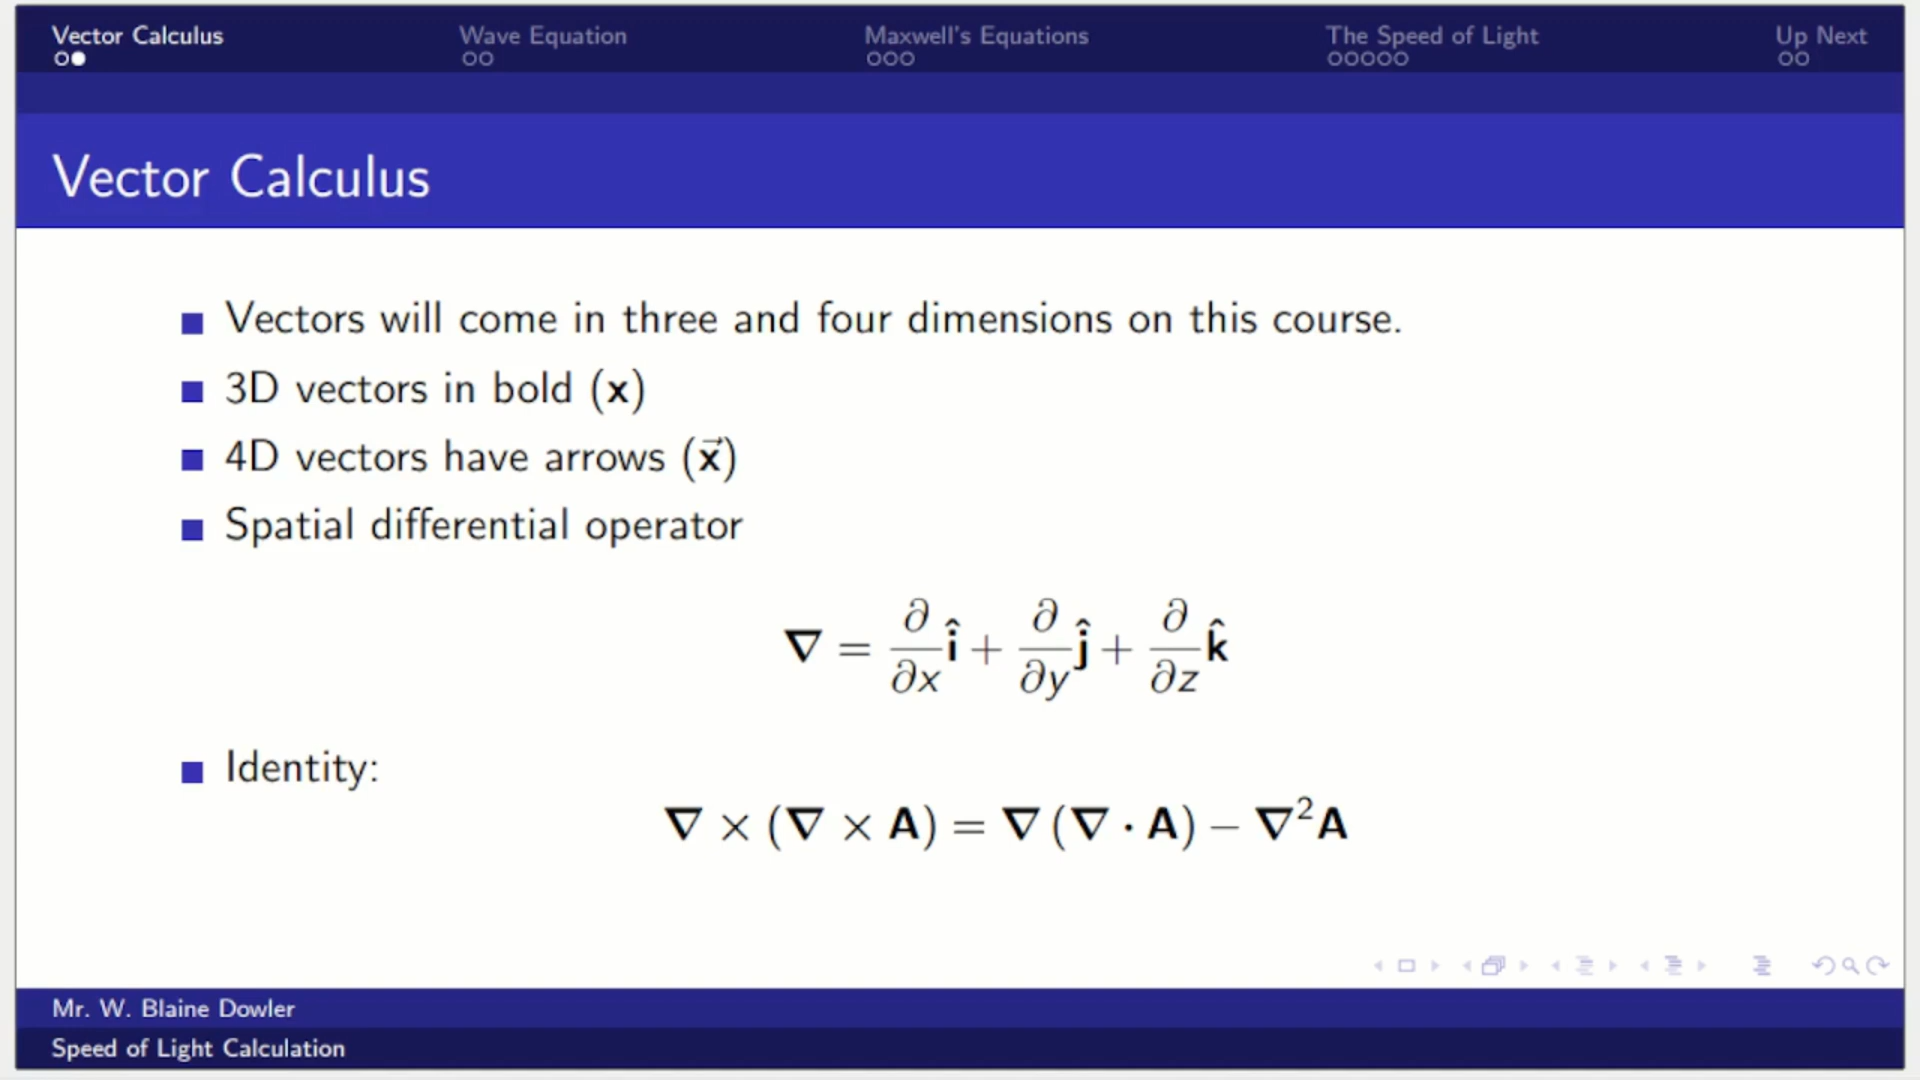 Vector Calculus
Wave Equation
Maxwell's Equations
The Speed of Light
Up Next
Vector Calculus
Vectors will come in three and four dimensions on this course.
3D vectors in bold (𝐱)
4D vectors have arrows (𝐱⃗)
Spatial differential operator
∇ = ∂/∂x î + ∂/∂y ĵ + ∂/∂z k̂
Identity:
∇ × (∇ × A) = ∇ (∇ · A) − ∇²A
Mr. W. Blaine Dowler
Speed of Light Calculation